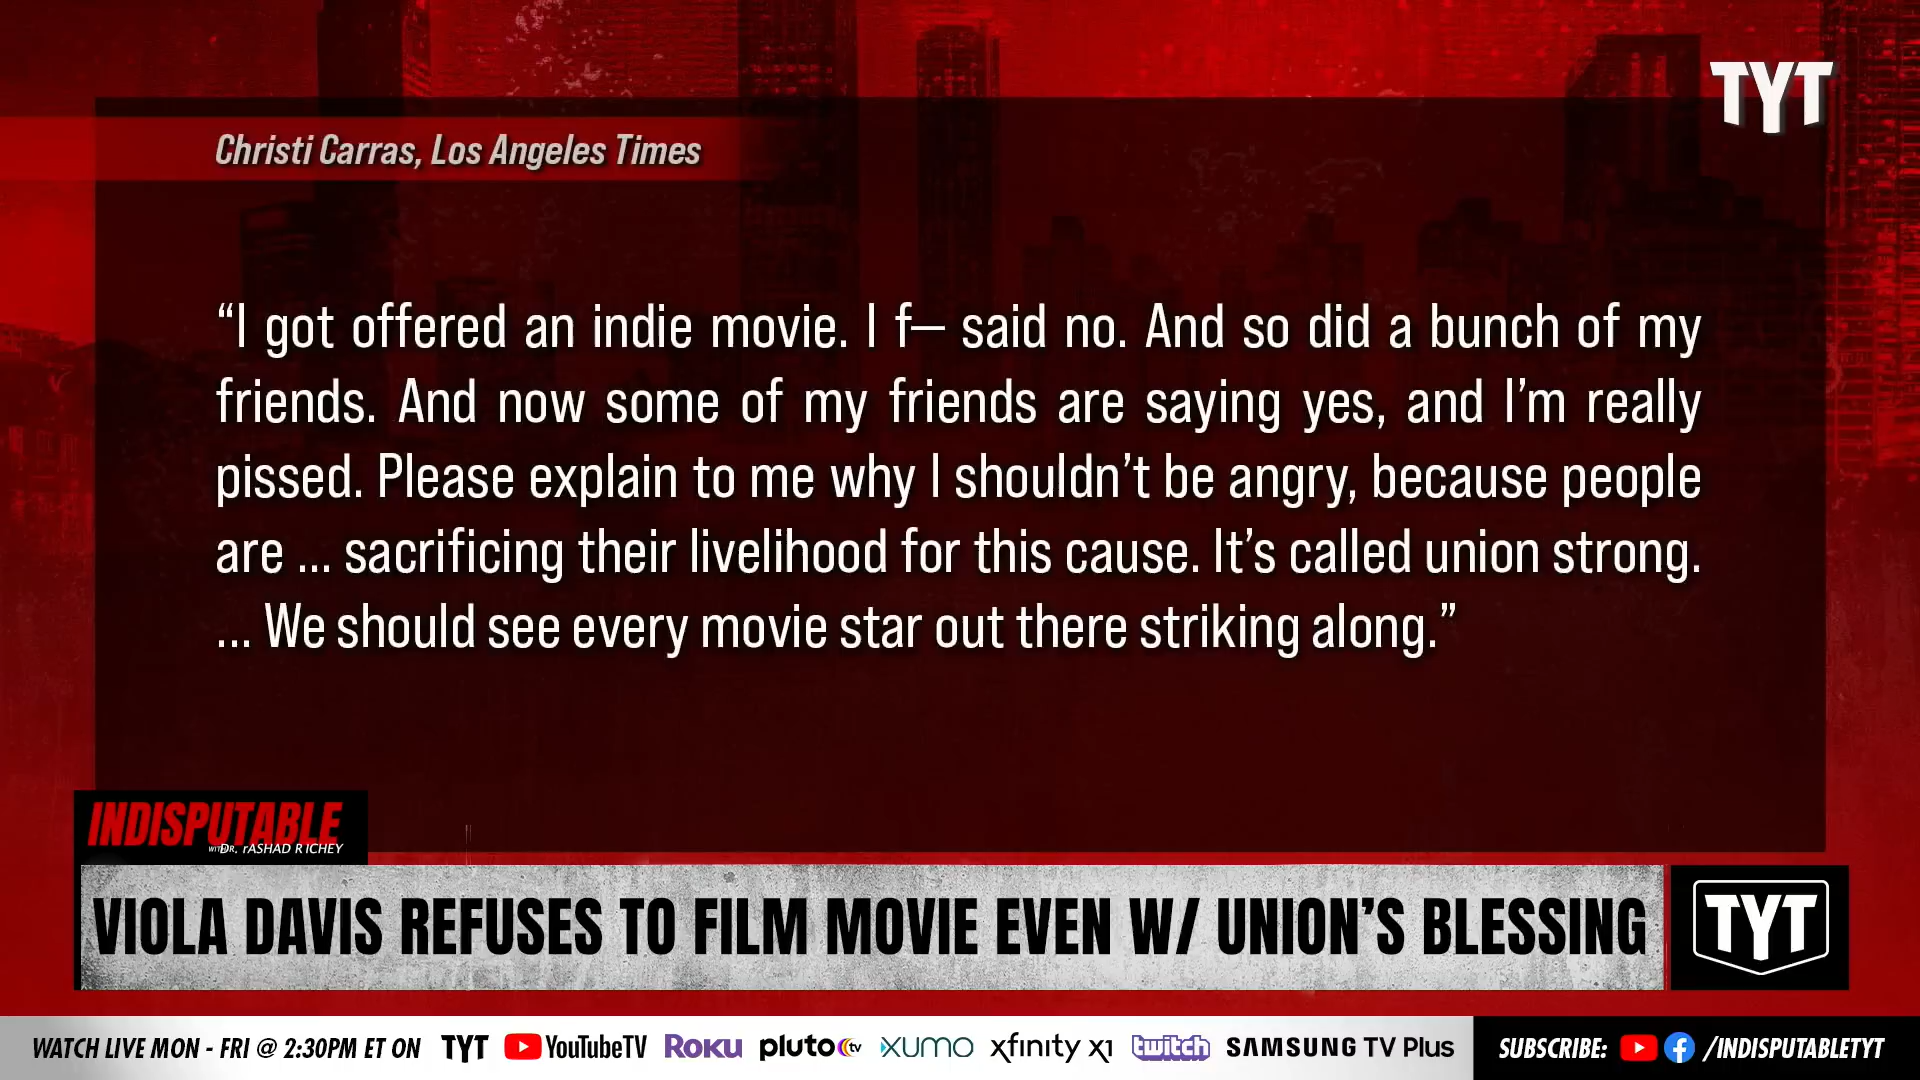 TYT
Christi Carras, Los Angeles Times
“I got offered an indie movie. I f— said no. And so did a bunch of my
friends. And now some of my friends are saying yes, and I’m really
pissed. Please explain to me why I shouldn’t be angry, because people
are ... sacrificing their livelihood for this cause. It’s called union strong.
... We should see every movie star out there striking along.”
INDISPUTABLE
WITH DR. rASHAD RICHEY
VIOLA DAVIS REFUSES TO FILM MOVIE EVEN W/ UNION’S BLESSING
TYT
WATCH LIVE MON - FRI @ 2:30PM ET ON TYT YouTubeTV ROKU pluto tv XUMO xfinity x1 twitch SAMSUNG TV Plus SUBSCRIBE: /INDISPUTABLETYT